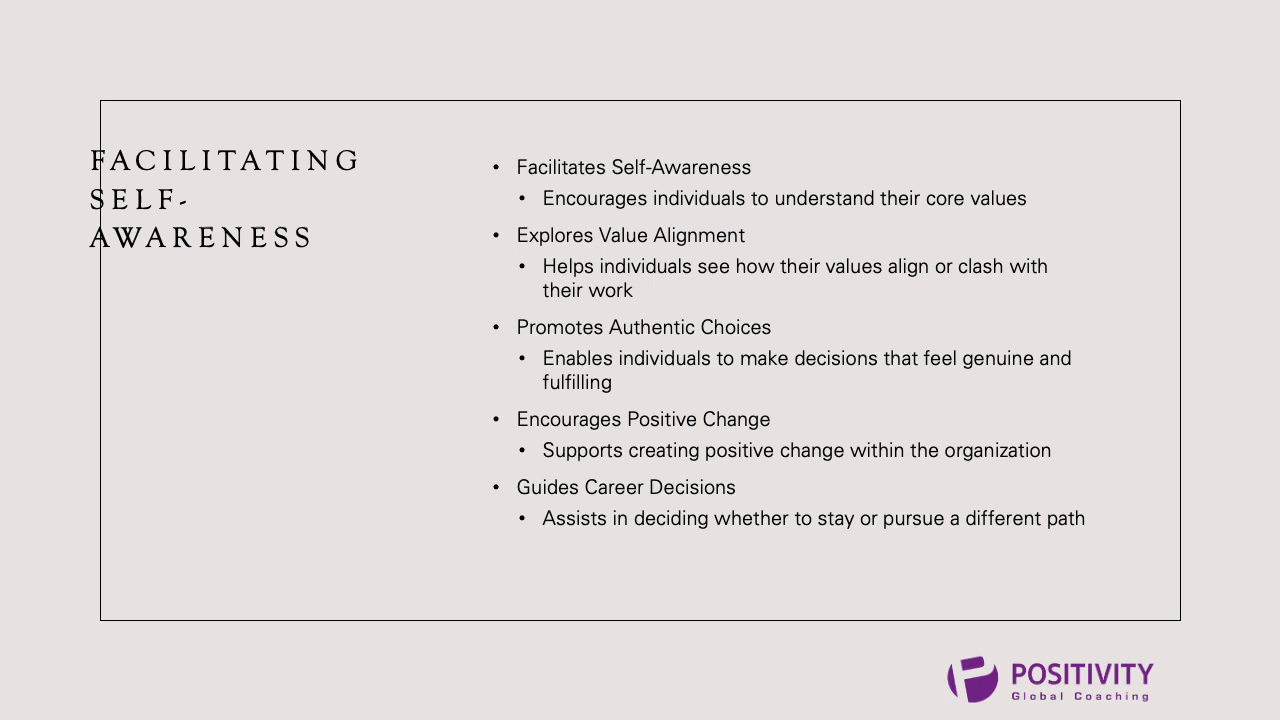 FACILITATING
SELF-
AWARENESS
• Facilitates Self-Awareness
• Encourages individuals to understand their core values
• Explores Value Alignment
• Helps individuals see how their values align or clash with
their work
• Promotes Authentic Choices
• Enables individuals to make decisions that feel genuine and
fulfilling
• Encourages Positive Change
• Supports creating positive change within the organization
• Guides Career Decisions
• Assists in deciding whether to stay or pursue a different path
POSITIVITY
Global Coaching